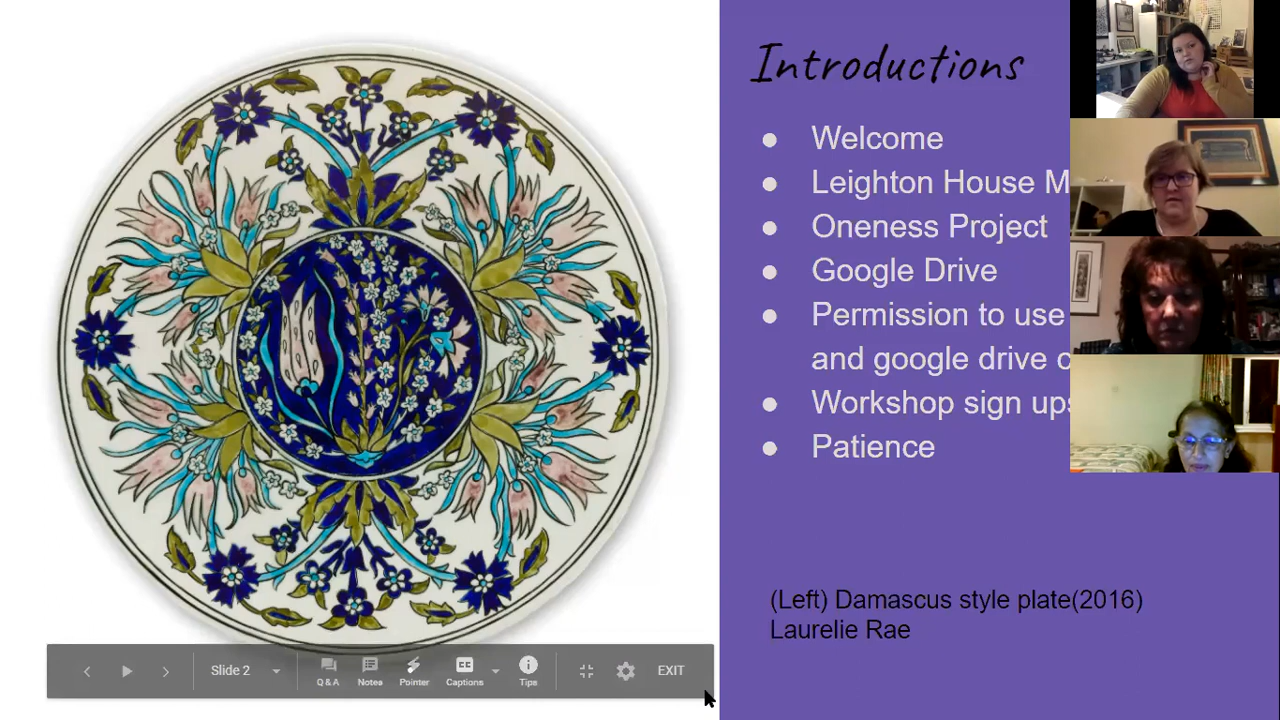 Introductions
● Welcome
● Leighton House M
● Oneness Project
● Google Drive
● Permission to use
and google drive
● Workshop sign ups
● Patience
(Left) Damascus style plate(2016)
Laurelie Rae
Slide 2
Q & A
Notes
Pointer
CC
Captions
Tips
EXIT